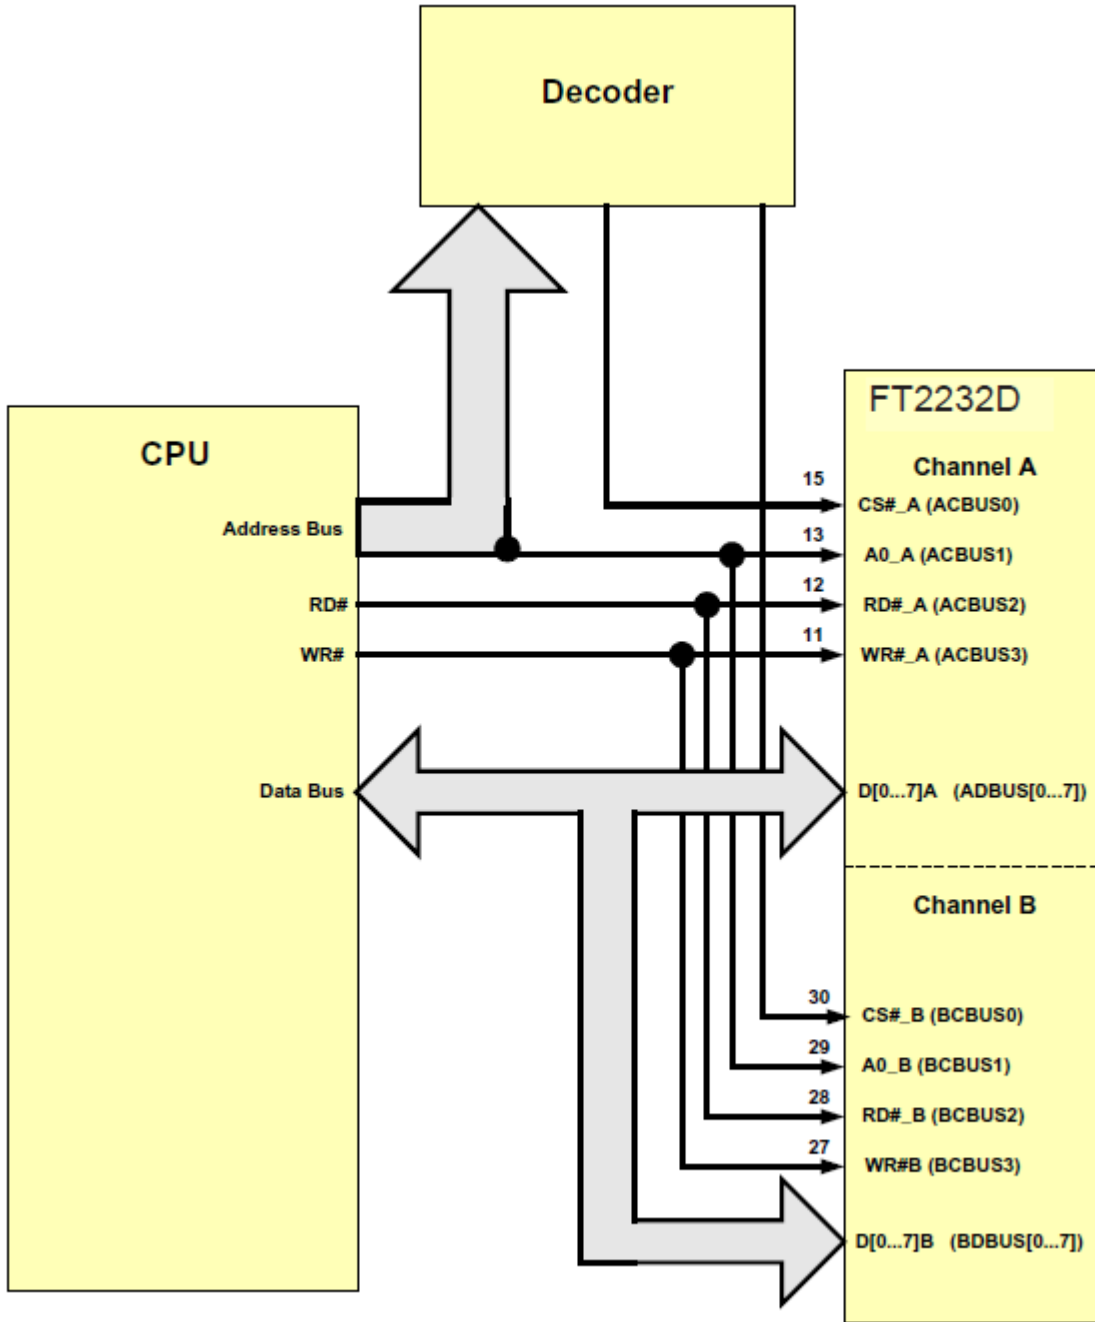 Decoder
FT2232D
CPU
Channel A
15
CS#_A (ACBUS0)
Address Bus
13
A0_A (ACBUS1)
12
RD#
RD#_A (ACBUS2)
11
WR#
WR#_A (ACBUS3)
Data Bus
D[0...7]A (ADBUS[0...7])
Channel B
30
CS#_B (BCBUS0)
29
A0_B (BCBUS1)
28
RD#_B (BCBUS2)
27
WR#B (BCBUS3)
D[0...7]B (BDBUS[0...7])